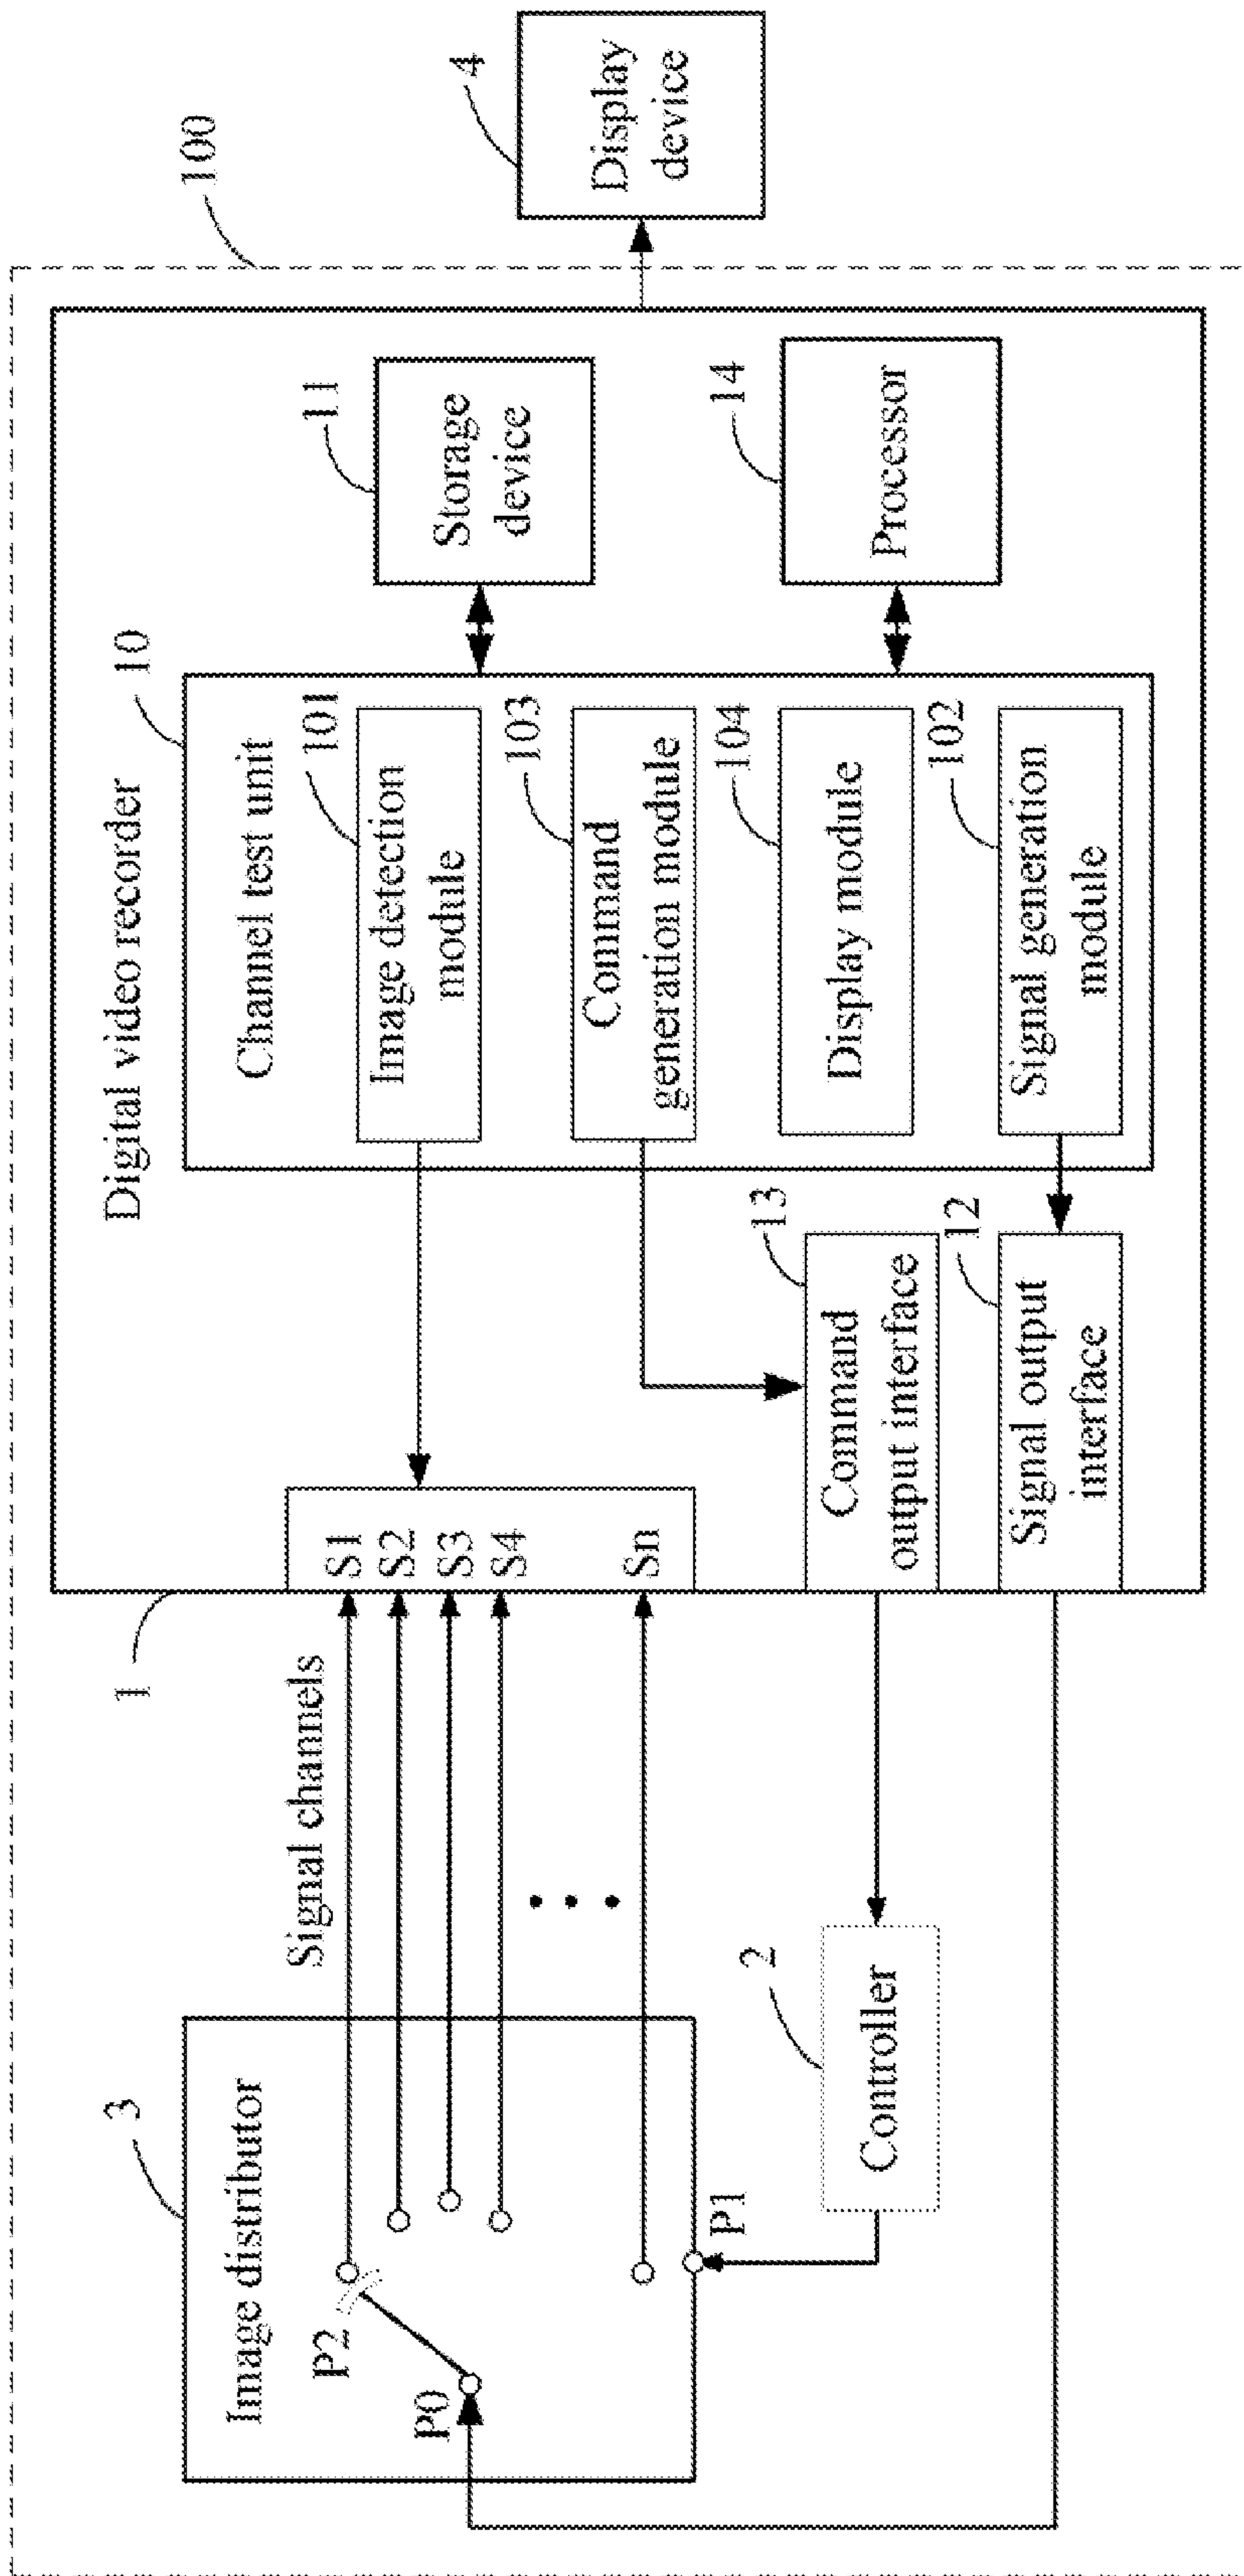 100
Digital video recorder
1
10
Channel test unit
101
Image detection
module
103
Command
generation module
104
Display module
102
Signal generation
module
11
Storage
device
14
Processor
4
Display
device
3
Image distributor
P2
P0
P1
Signal channels
S1
S2
S3
S4
Sn
2
Controller
13
Command
output interface
12
Signal output
interface